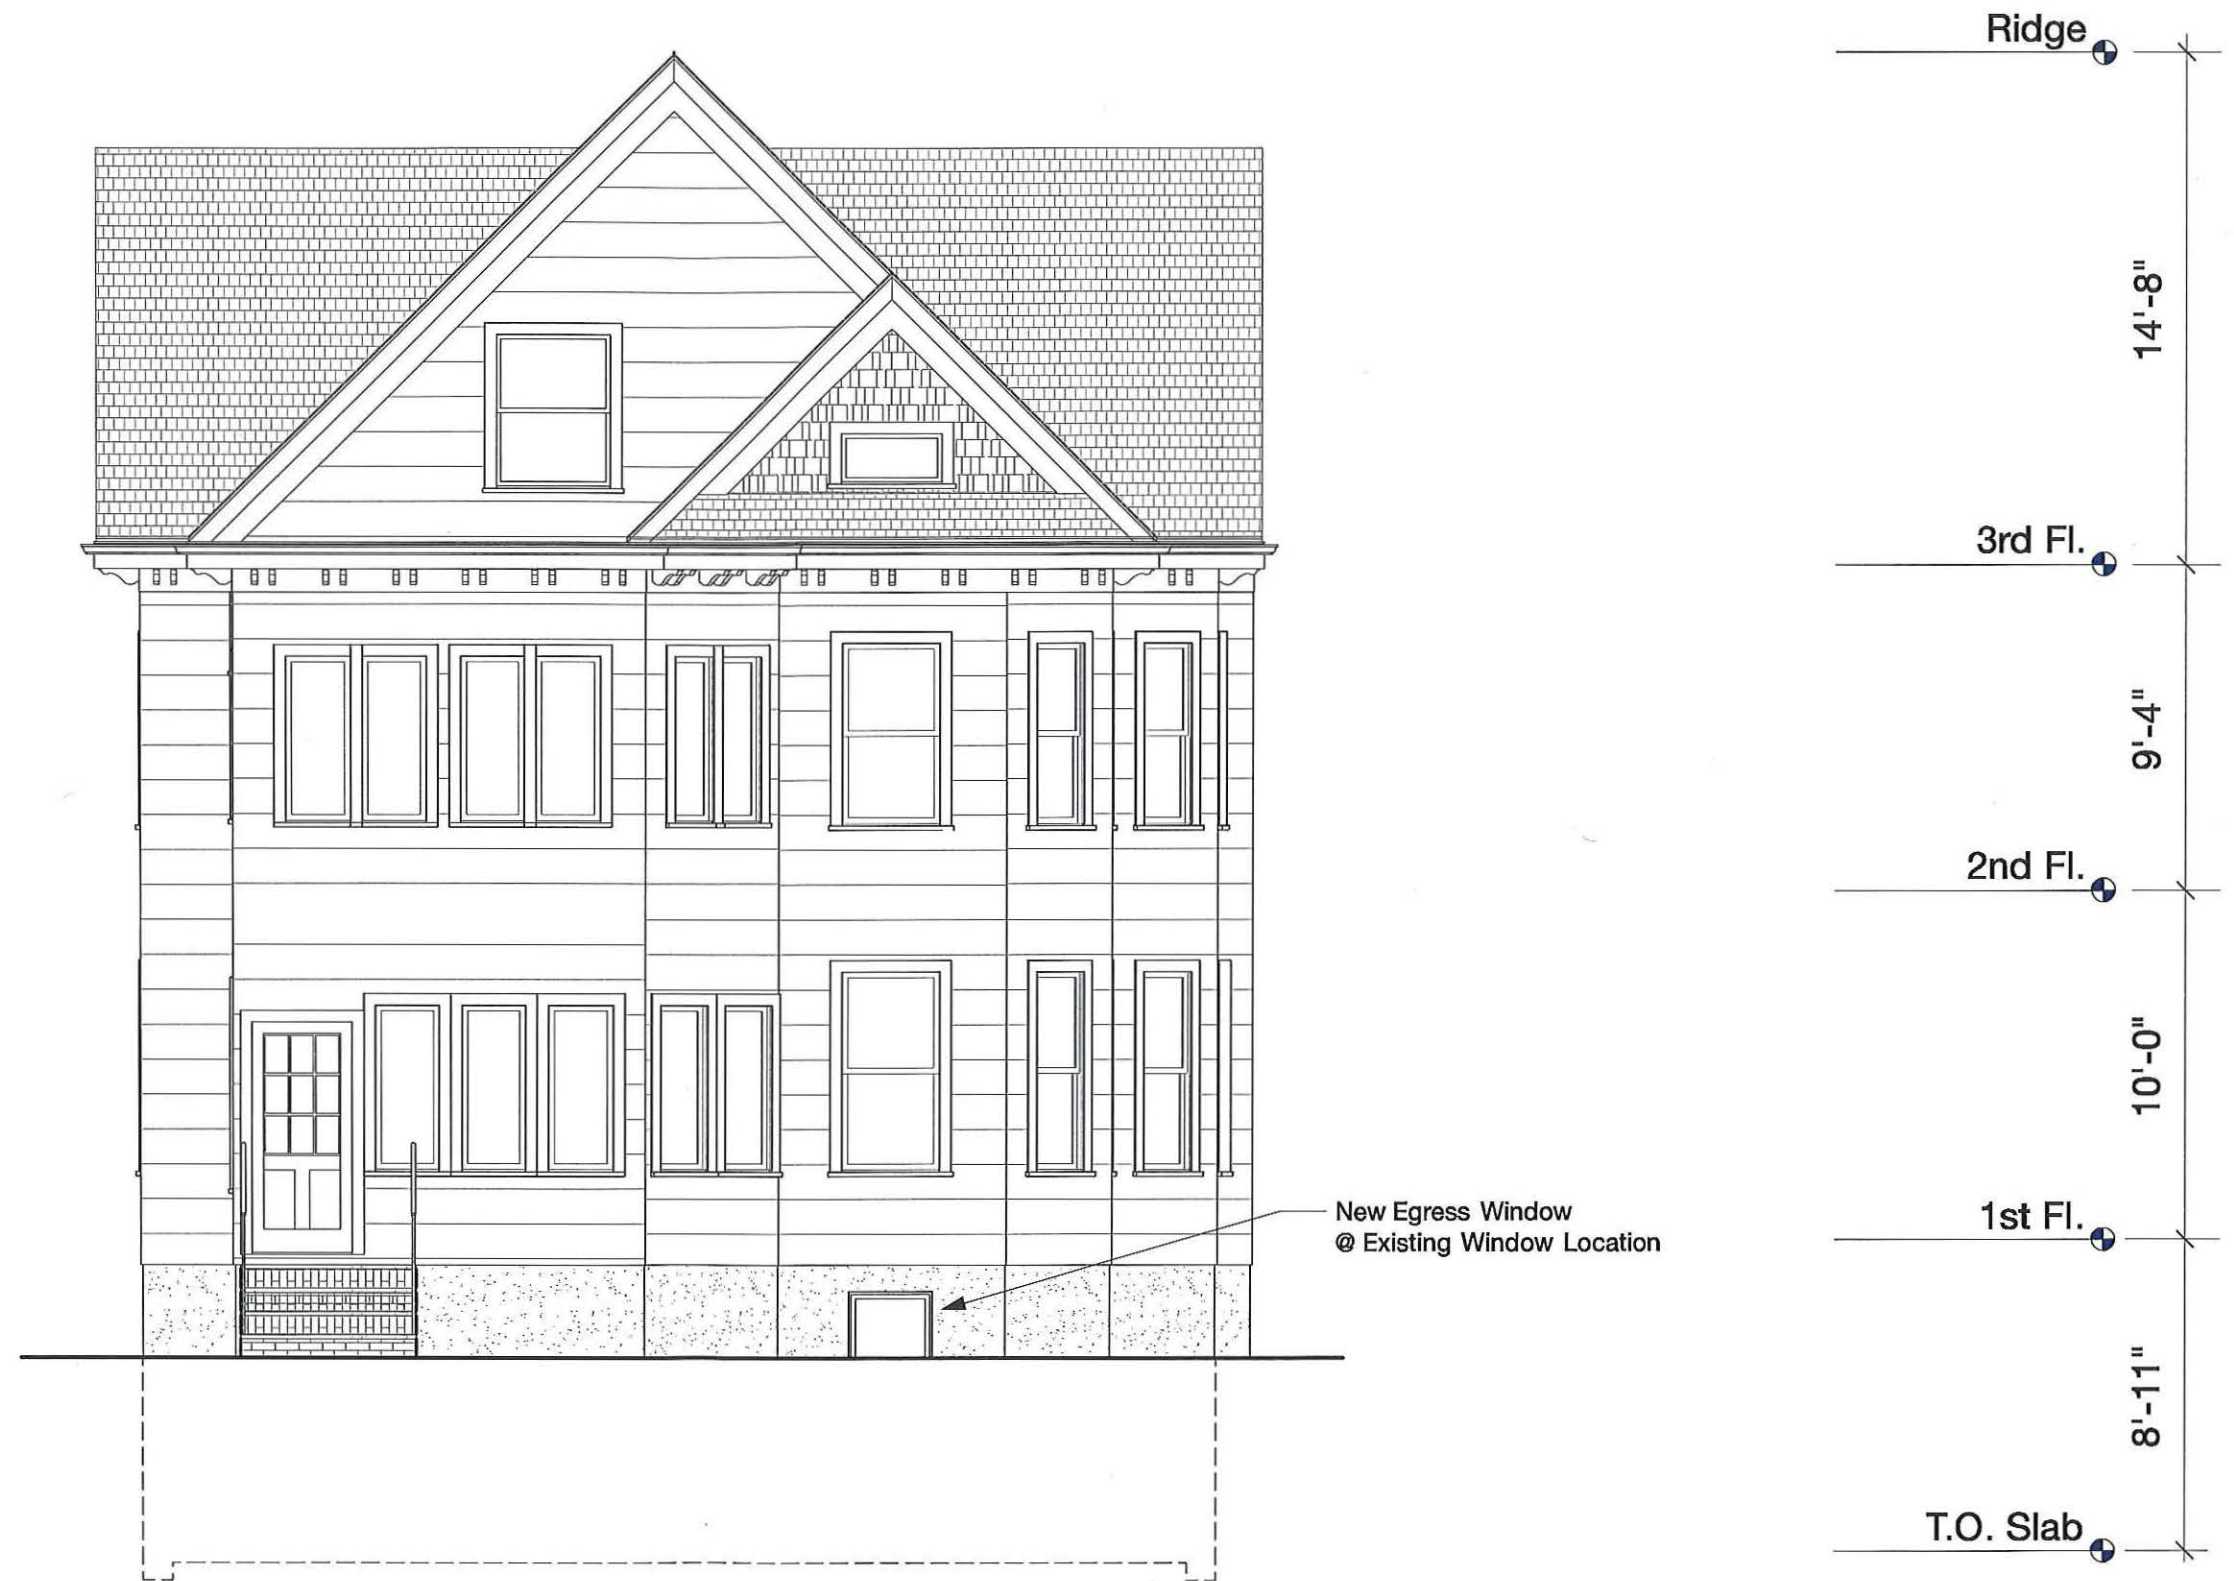 Ridge
14'-8"
3rd Fl.
9'-4"
2nd Fl.
10'-0"
New Egress Window
@ Existing Window Location
1st Fl.
8'-11"
T.O. Slab